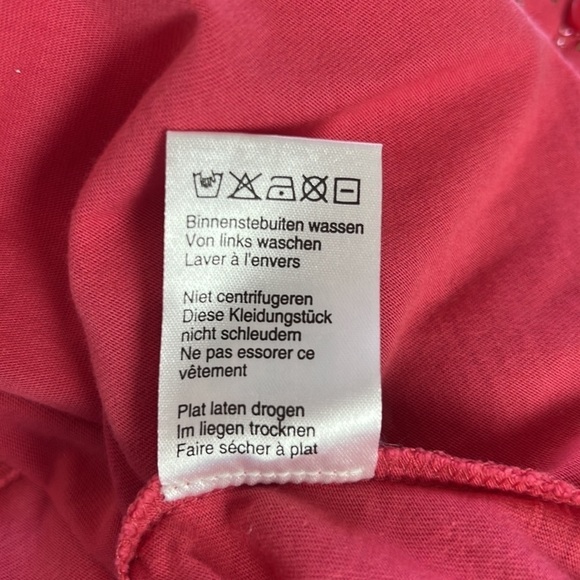 Binnenstebuiten wassen
Von links waschen
Laver à l'envers
Niet centrifugeren
Diese Kleidungstück
nicht schleudern
Ne pas essorer ce
vêtement
Plat laten drogen
Im liegen trocknen
Faire sécher à plat